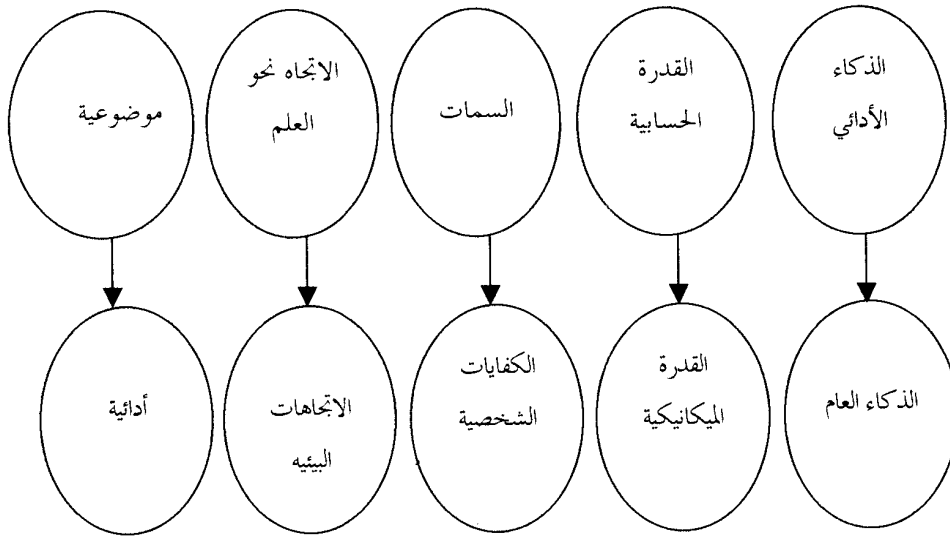 الذكاء
الأدائي
القدرة
الحسابية
السمات
الاتجاه نحو
العلم
موضوعية
الذكاء العام
القدرة
الميكانيكية
الكفايات
الشخصية
الاتجاهات
البيئيه
أدائية